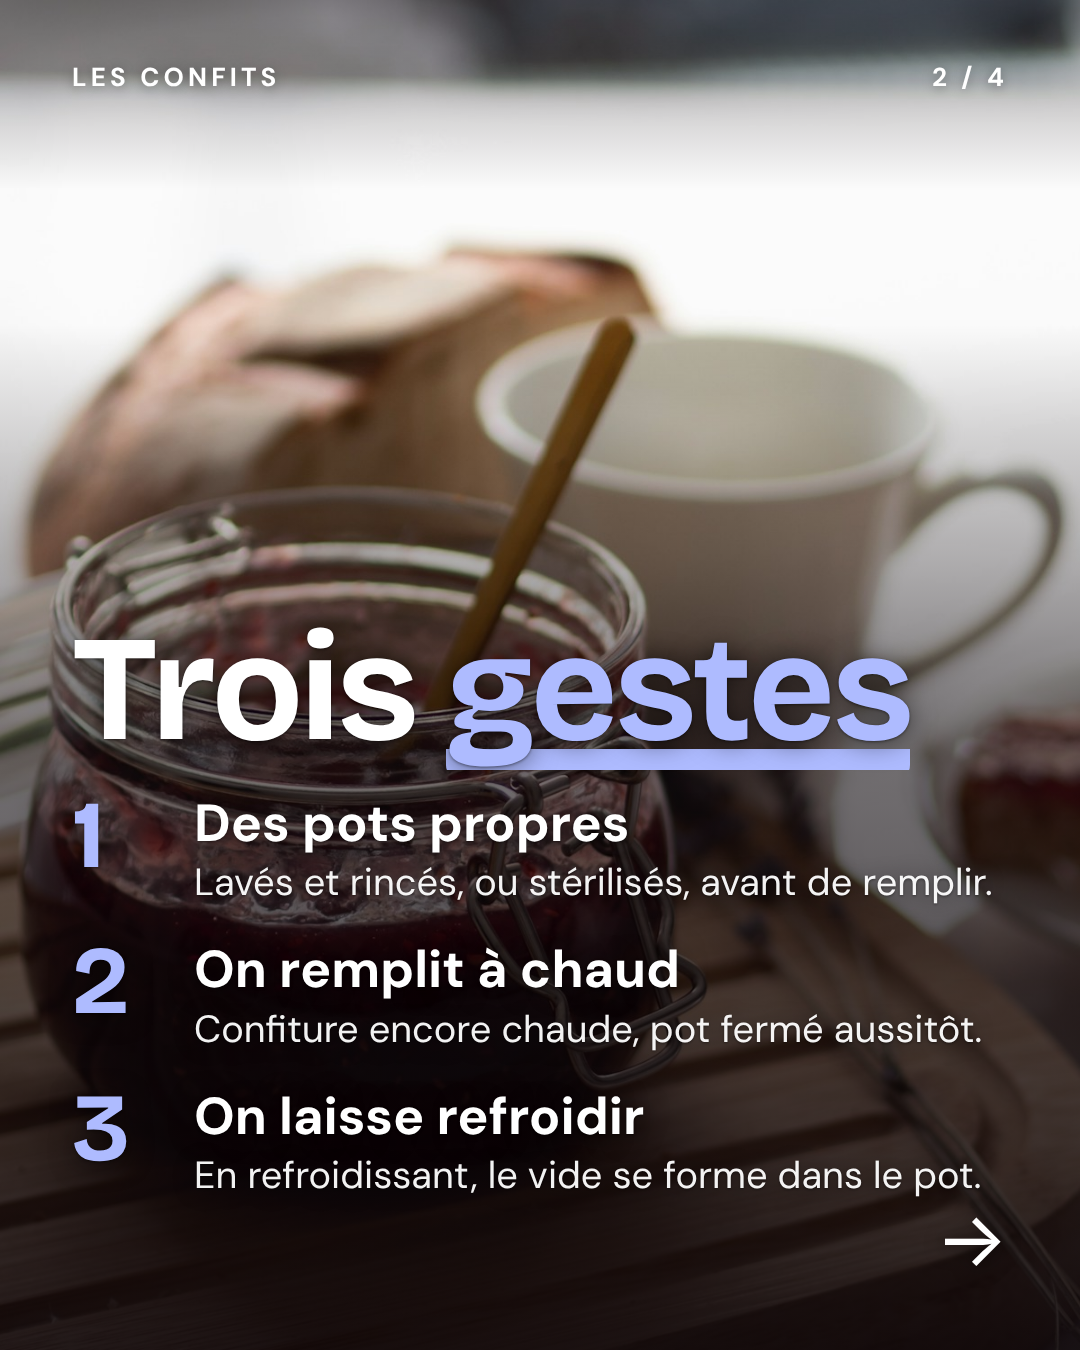 LES CONFITS
2 / 4
Trois gestes
1
Des pots propres
Lavés et rincés, ou stérilisés, avant de remplir.
2
On remplit à chaud
Confiture encore chaude, pot fermé aussitôt.
3
On laisse refroidir
En refroidissant, le vide se forme dans le pot.